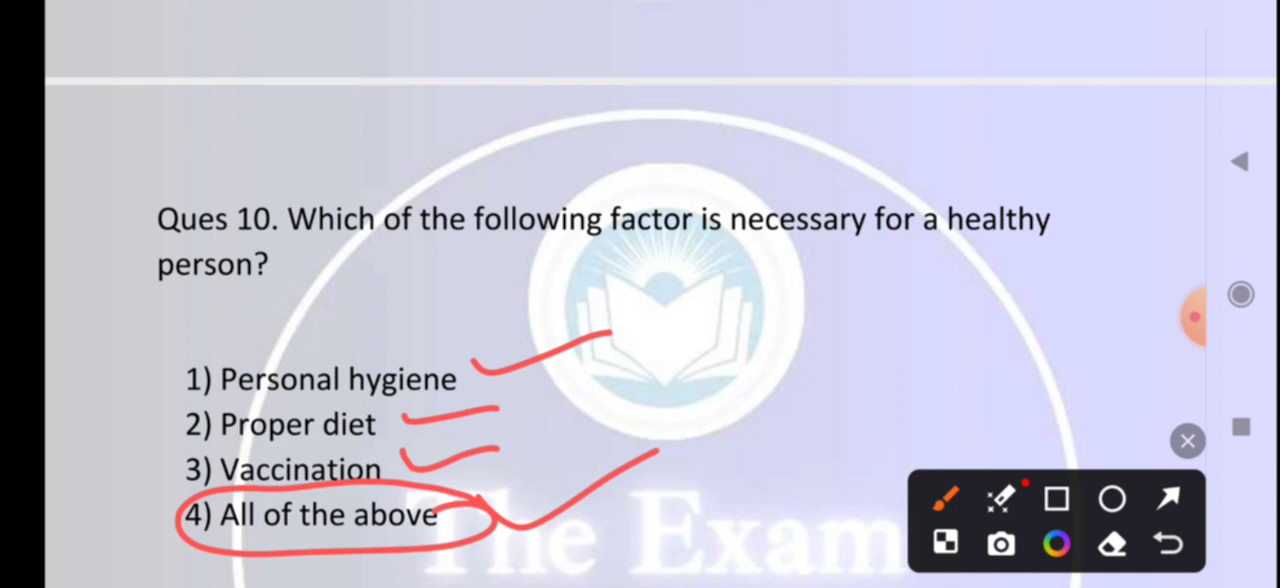 Ques 10. Which of the following factor is necessary for a healthy
person?
1) Personal hygiene
2) Proper diet
3) Vaccination
4) All of the above
The Exam